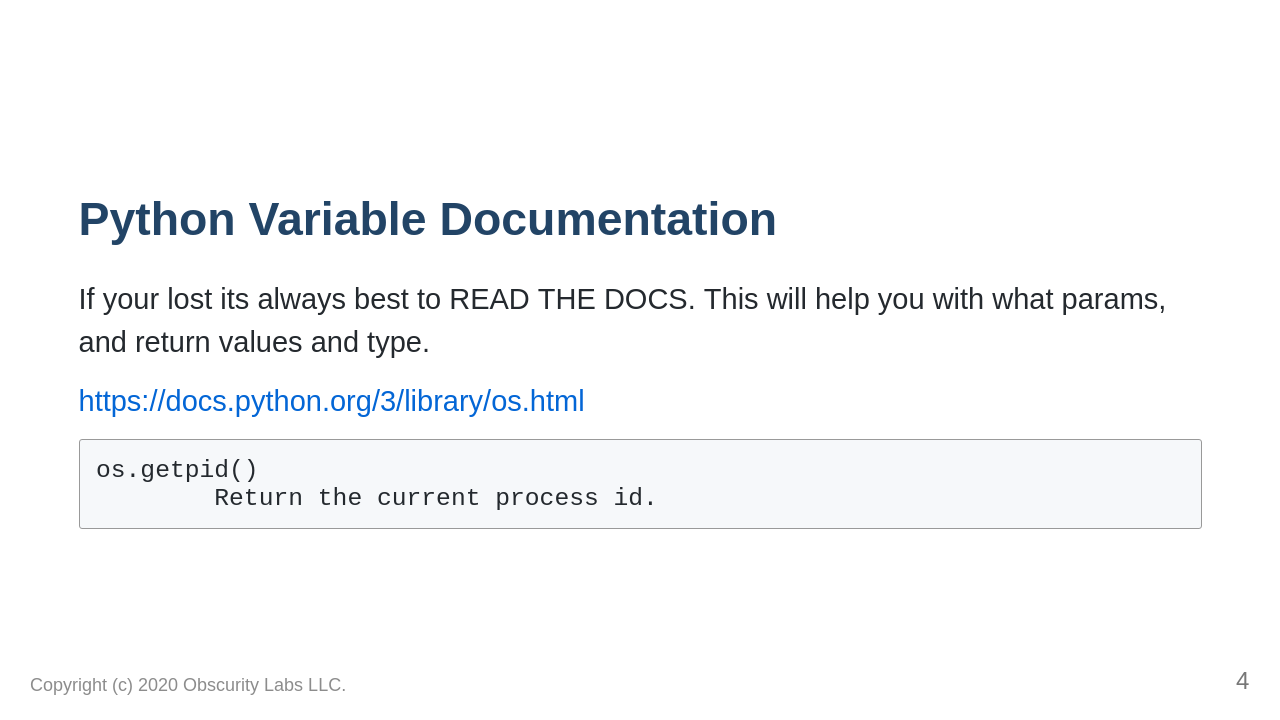 Python Variable Documentation
If your lost its always best to READ THE DOCS. This will help you with what params,
and return values and type.
https://docs.python.org/3/library/os.html
os.getpid()
        Return the current process id.
Copyright (c) 2020 Obscurity Labs LLC.
4